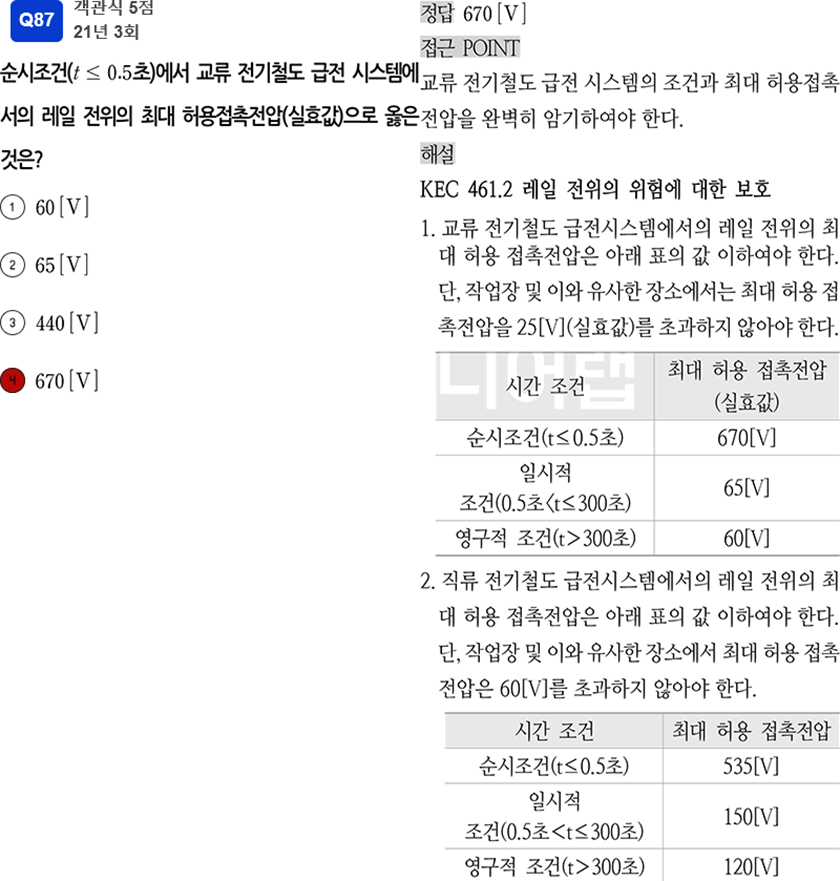 Q87
객관식 5점
21년 3회
순시조건(t ≤ 0.5초)에서 교류 전기철도 급전 시스템에
서의 레일 전위의 최대 허용접촉전압(실효값)으로 옳은
것은?
① 60[V]
② 65[V]
③ 440[V]
④ 670[V]
정답 670[V]
접근 POINT
교류 전기철도 급전 시스템의 조건과 최대 허용접촉
전압을 완벽히 암기하여야 한다.
해설
KEC 461.2 레일 전위의 위험에 대한 보호
1. 교류 전기철도 급전시스템에서의 레일 전위의 최
대 허용 접촉전압은 아래 표의 값 이하여야 한다.
단, 작업장 및 이와 유사한 장소에서는 최대 허용 접
촉전압을 25[V](실효값)를 초과하지 않아야 한다.
니어탭
시간 조건
최대 허용 접촉전압
(실효값)
순시조건(t≤0.5초)
670[V]
일시적
조건(0.5초<t≤300초)
65[V]
영구적 조건(t>300초)
60[V]
2. 직류 전기철도 급전시스템에서의 레일 전위의 최
대 허용 접촉전압은 아래 표의 값 이하여야 한다.
단, 작업장 및 이와 유사한 장소에서 최대 허용 접촉
전압은 60[V]를 초과하지 않아야 한다.
시간 조건
최대 허용 접촉전압
순시조건(t≤0.5초)
535[V]
일시적
조건(0.5초<t≤300초)
150[V]
영구적 조건(t>300초)
120[V]